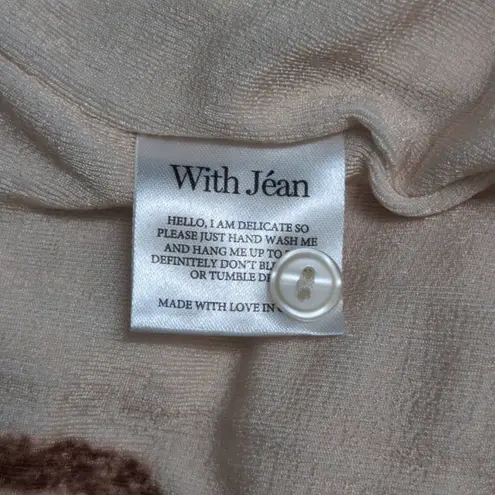 With Jéan
HELLO, I AM DELICATE SO
PLEASE JUST HAND WASH ME
AND HANG ME UP TO
DEFINITELY DON'T
OR TUMBLE
MADE WITH LOVE IN